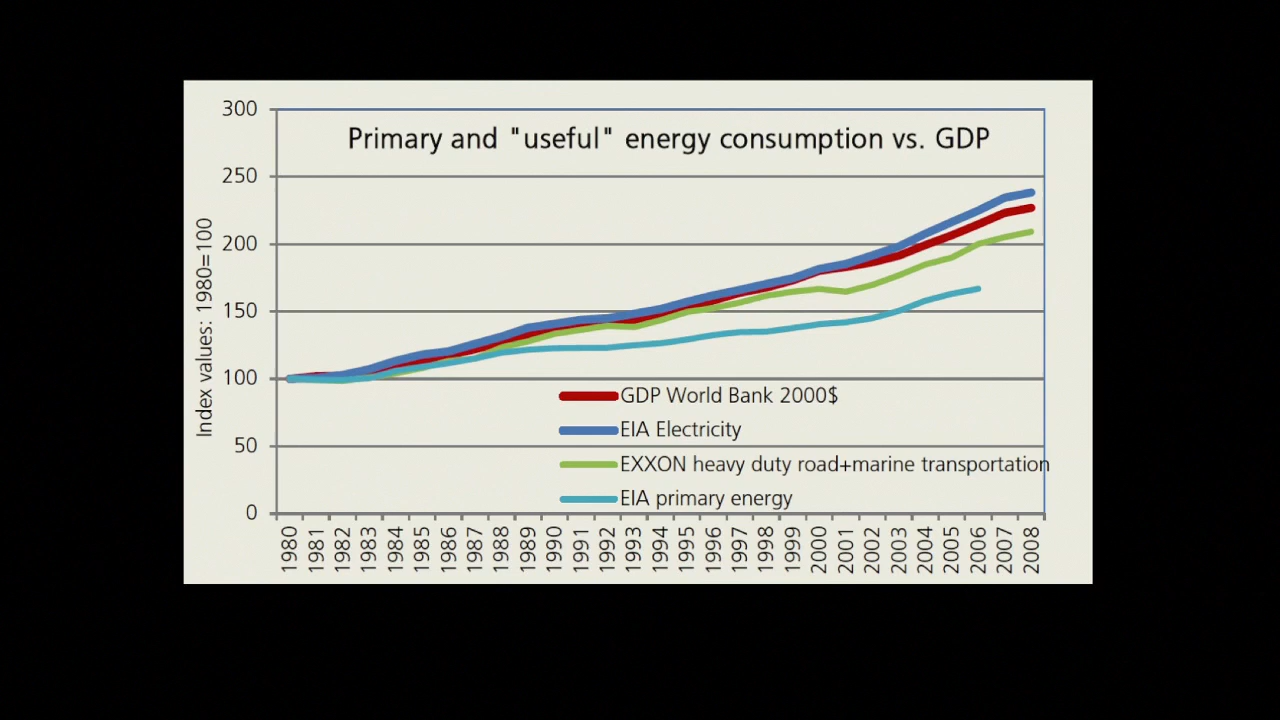 Primary and "useful" energy consumption vs. GDP
Index values: 1980=100
300
250
200
150
100
50
0
GDP World Bank 2000$
EIA Electricity
EXXON heavy duty road+marine transportation
EIA primary energy
1980 1981 1982 1983 1984 1985 1986 1987 1988 1989 1990 1991 1992 1993 1994 1995 1996 1997 1998 1999 2000 2001 2002 2003 2004 2005 2006 2007 2008